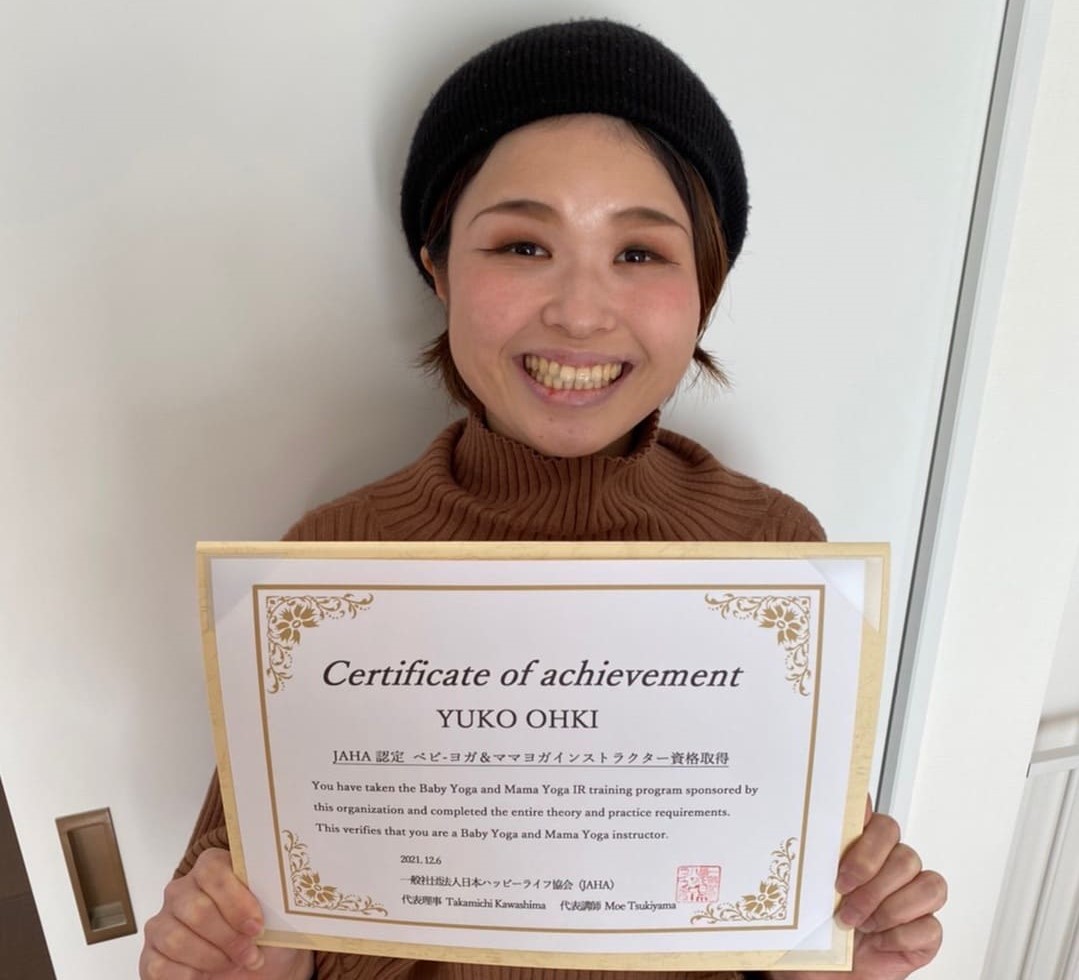 Certificate of achievement
YUKO OHKI
JAHA 認定 ベビ-ヨガ&ママヨガインストラクター資格取得
You have taken the Baby Yoga and Mama Yoga IR training program sponsored by
this organization and completed the entire theory and practice requirements.
This verifies that you are a Baby Yoga and Mama Yoga instructor.
2021. 12.6
一般社団法人日本ハッピーライフ協会(JAHA)
代表理事 Takamichi Kawashima 代表講師 Moe Tsukiyama